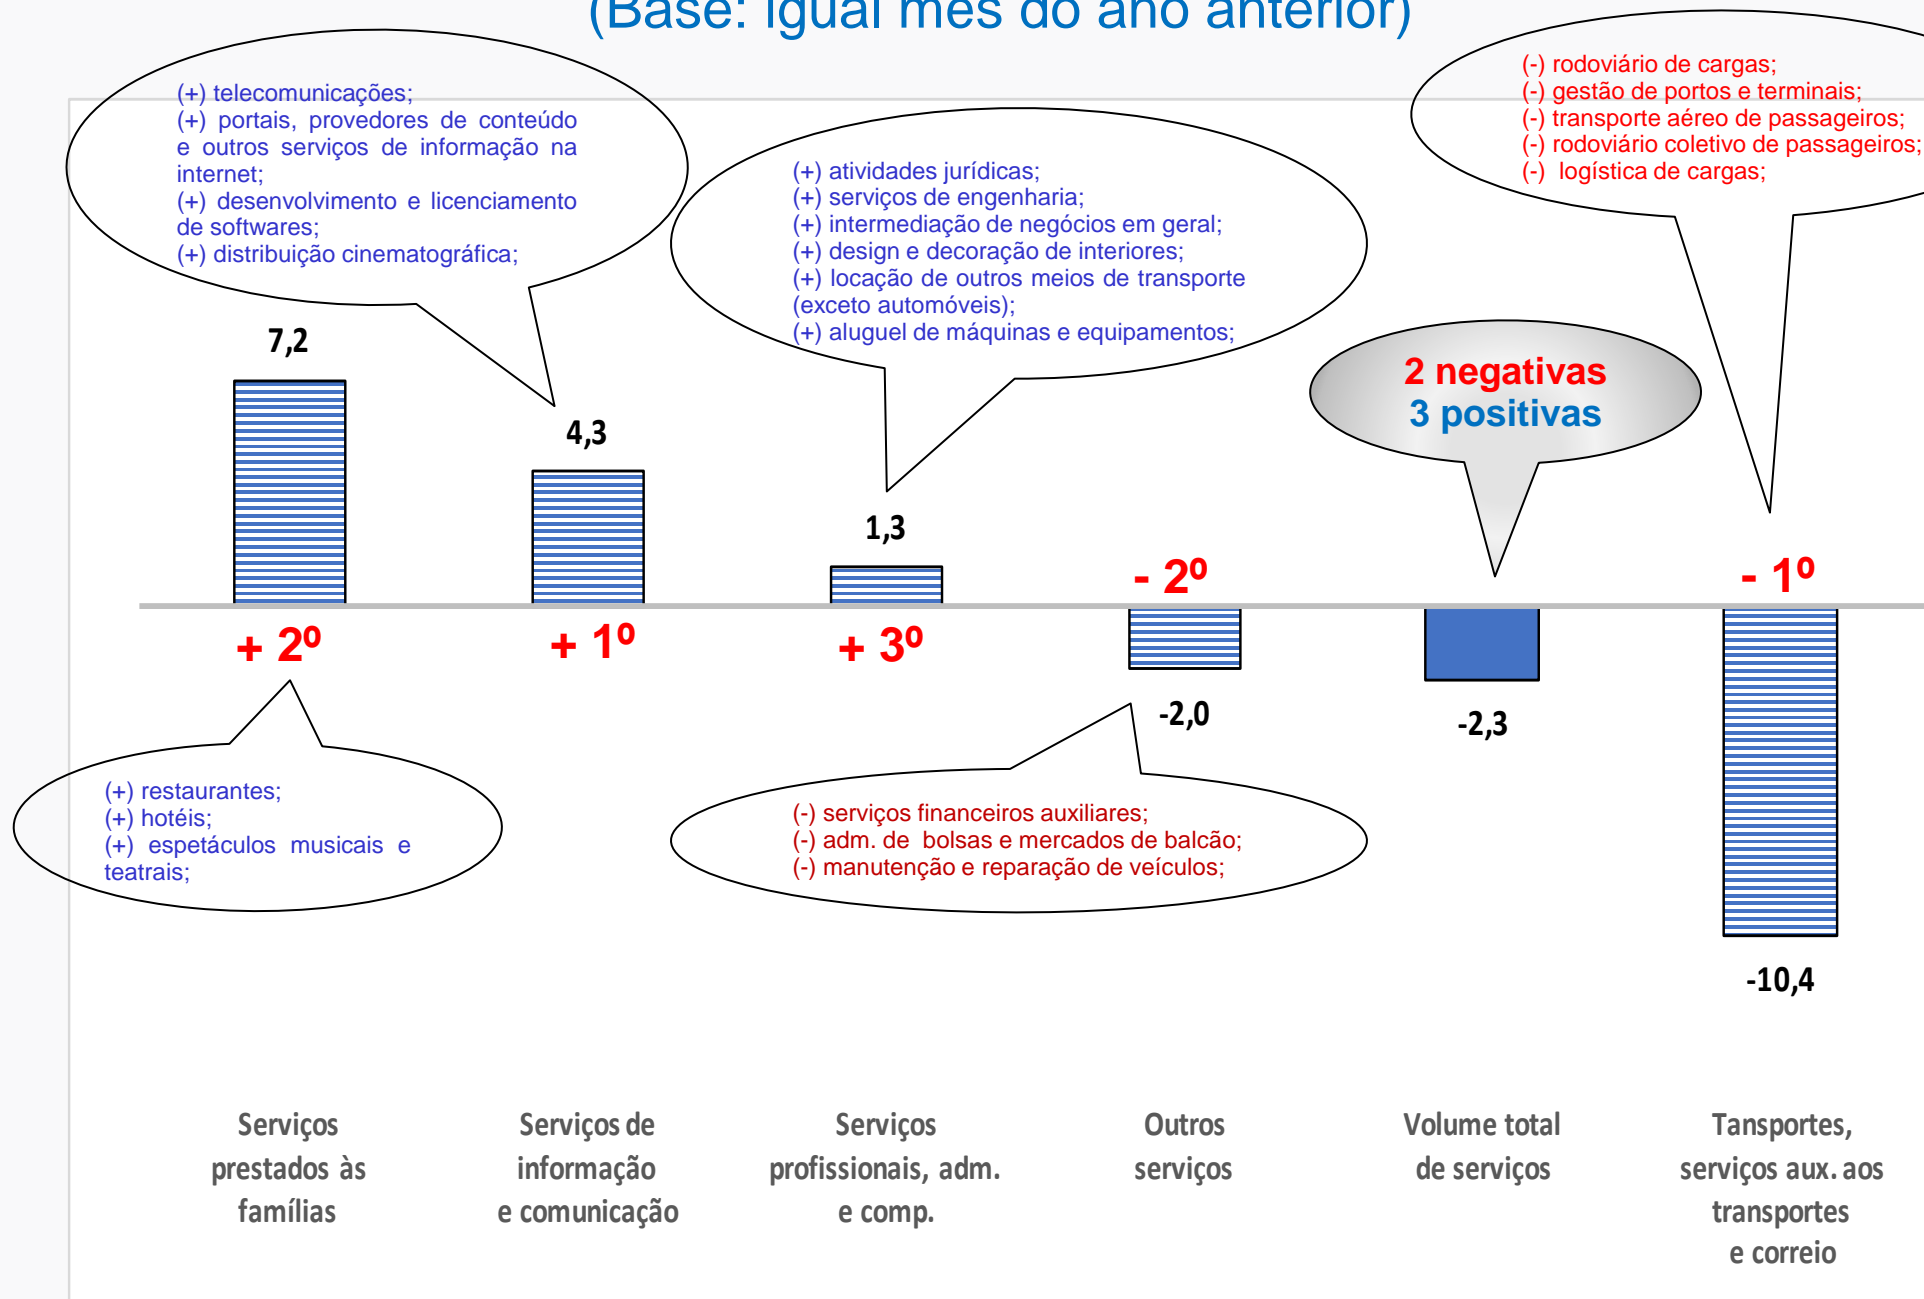 (Base: igual mês do ano anterior)
(+) telecomunicações;
(+) portais, provedores de conteúdo
e outros serviços de informação na
internet;
(+) desenvolvimento e licenciamento
de softwares;
(+) distribuição cinematográfica;
(+) atividades jurídicas;
(+) serviços de engenharia;
(+) intermediação de negócios em geral;
(+) design e decoração de interiores;
(+) locação de outros meios de transporte
(exceto automóveis);
(+) aluguel de máquinas e equipamentos;
(-) rodoviário de cargas;
(-) gestão de portos e terminais;
(-) transporte aéreo de passageiros;
(-) rodoviário coletivo de passageiros;
(-) logística de cargas;
2 negativas
3 positivas
7,2
4,3
1,3
- 2º
- 1º
+ 2º
+ 1º
+ 3º
-2,0
-2,3
-10,4
(+) restaurantes;
(+) hotéis;
(+) espetáculos musicais e
teatrais;
(-) serviços financeiros auxiliares;
(-) adm. de bolsas e mercados de balcão;
(-) manutenção e reparação de veículos;
Serviços
prestados às
famílias
Serviços de
informação
e comunicação
Serviços
profissionais, adm.
e comp.
Outros
serviços
Volume total
de serviços
Tansportes,
serviços aux. aos
transportes
e correio